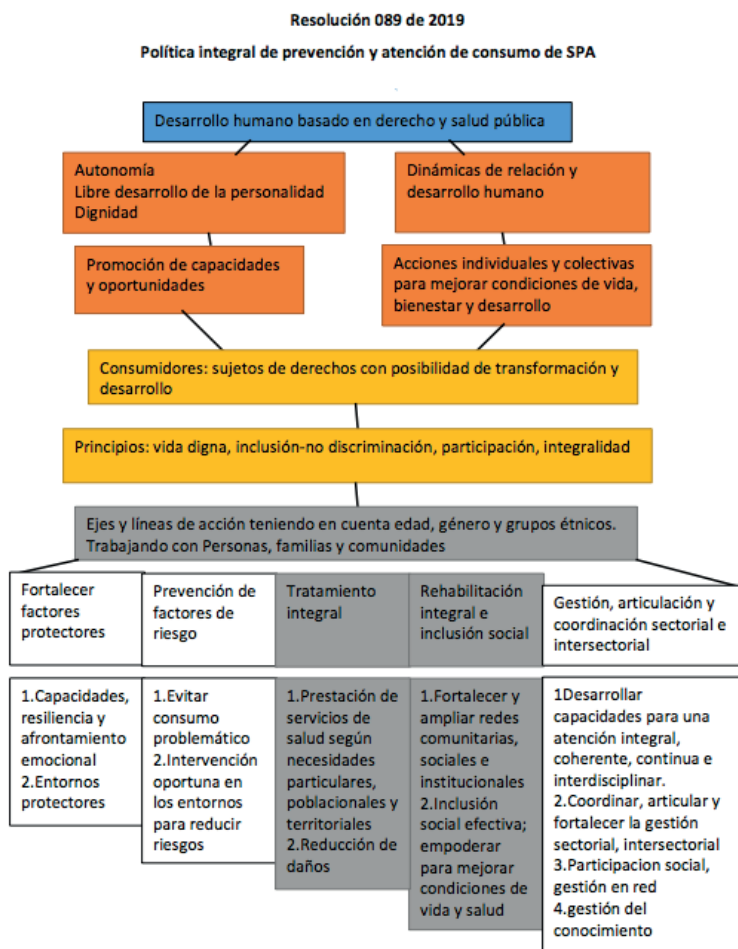 Resolución 089 de 2019
Política integral de prevención y atención de consumo de SPA
Desarrollo humano basado en derecho y salud pública
Autonomía
Libre desarrollo de la personalidad
Dignidad
Dinámicas de relación y
desarrollo humano
Promoción de capacidades
y oportunidades
Acciones individuales y colectivas
para mejorar condiciones de vida,
bienestar y desarrollo
Consumidores: sujetos de derechos con posibilidad de transformación y
desarrollo
Principios: vida digna, inclusión-no discriminación, participación, integralidad
Ejes y líneas de acción teniendo en cuenta edad, género y grupos étnicos.
Trabajando con Personas, familias y comunidades
Fortalecer
factores
protectores
Prevención de
factores de
riesgo
Tratamiento
integral
Rehabilitación
integral e
inclusión social
Gestión, articulación y
coordinación sectorial e
intersectorial
1.Capacidades,
resiliencia y
afrontamiento
emocional
2.Entornos
protectores
1.Evitar
consumo
problemático
2.Intervención
oportuna en
los entornos
para reducir
riesgos
1.Prestación de
servicios de
salud según
necesidades
particulares,
poblacionales y
territoriales
2.Reducción de
daños
1.Fortalecer y
ampliar redes
comunitarias,
sociales e
institucionales
2.Inclusión
social efectiva;
empoderar
para mejorar
condiciones de
vida y salud
1Desarrollar
capacidades para una
atención integral,
coherente, continua e
interdisciplinar.
2.Coordinar, articular y
fortalecer la gestión
sectorial, intersectorial
3.Participacion social,
gestión en red
4.gestión del
conocimiento